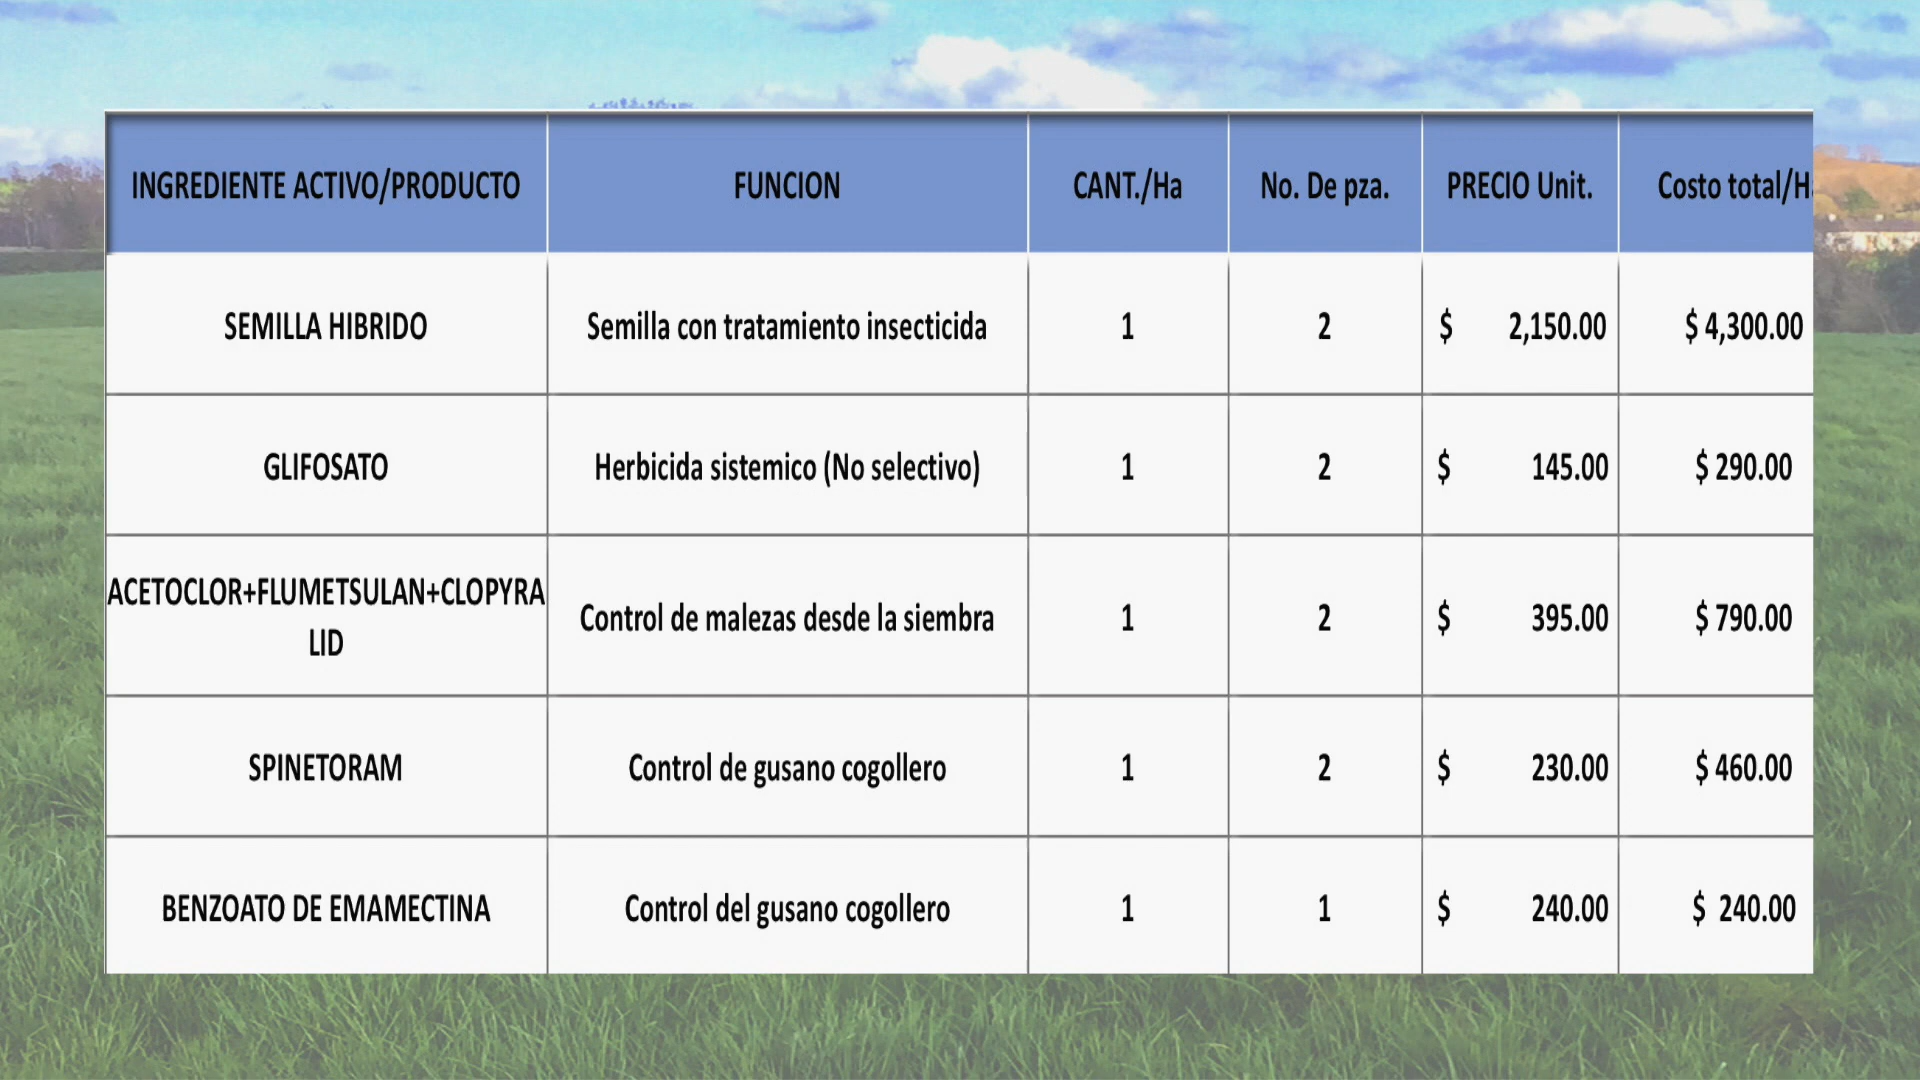 INGREDIENTE ACTIVO/PRODUCTO FUNCION CANT./Ha No. De pza. PRECIO Unit. Costo total/H
SEMILLA HIBRIDO Semilla con tratamiento insecticida 1 2 $ 2,150.00 $ 4,300.00
GLIFOSATO Herbicida sistemico (No selectivo) 1 2 $ 145.00 $ 290.00
ACETOCLOR+FLUMETSULAN+CLOPYRA
LID Control de malezas desde la siembra 1 2 $ 395.00 $ 790.00
SPINETORAM Control de gusano cogollero 1 2 $ 230.00 $ 460.00
BENZOATO DE EMAMECTINA Control del gusano cogollero 1 1 $ 240.00 $ 240.00